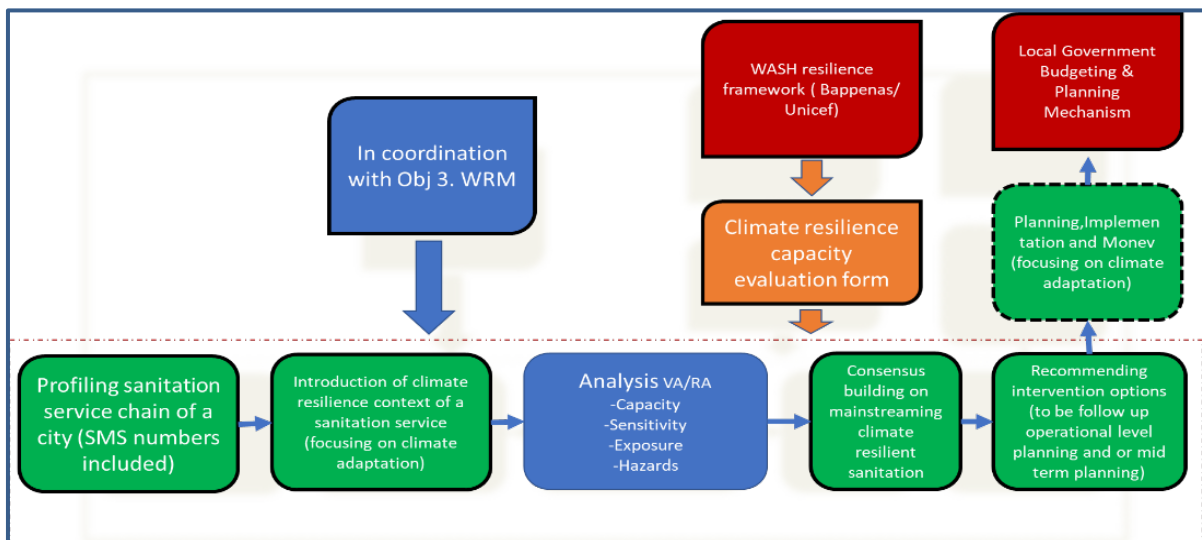 WASH resilience
framework ( Bappenas/
Unicef)
Local Government
Budgeting &
Planning
Mechanism
In coordination
with Obj 3. WRM
Climate resilience
capacity
evaluation form
Planning,Implemen
tation and Monev
(focusing on climate
adaptation)
Profiling sanitation
service chain of a
city (SMS numbers
included)
Introduction of climate
resilience context of a
sanitation service
(focusing on climate
adaptation)
Analysis VA/RA
-Capacity
-Sensitivity
-Exposure
-Hazards
Consensus
building on
mainstreaming
climate
resilient
sanitation
Recommending
intervention options
(to be follow up
operational level
planning and or mid
term planning)